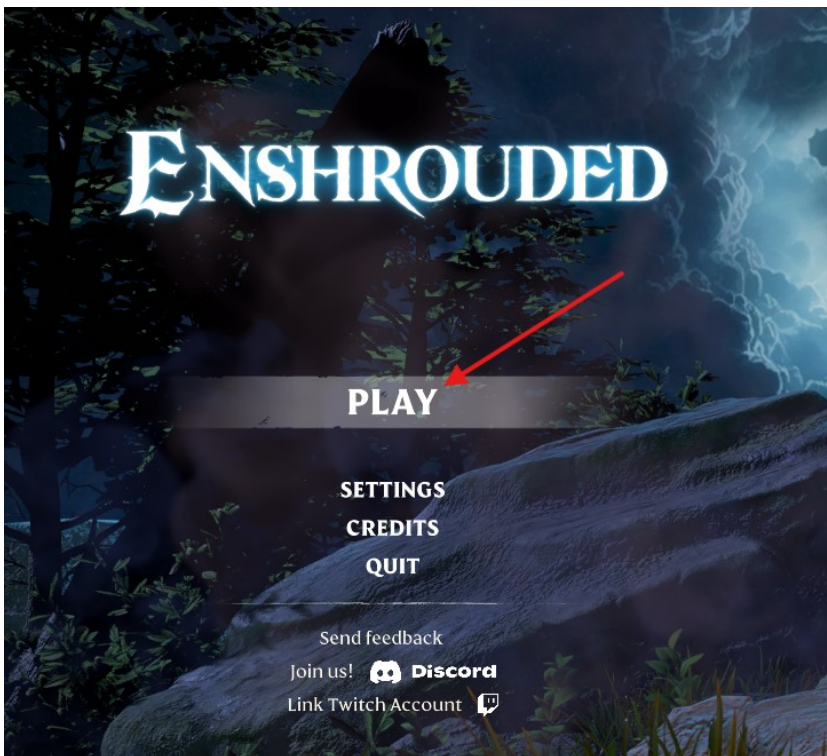 ENSHROUDED
PLAY
SETTINGS
CREDITS
QUIT
Send feedback
Join us! Discord
Link Twitch Account